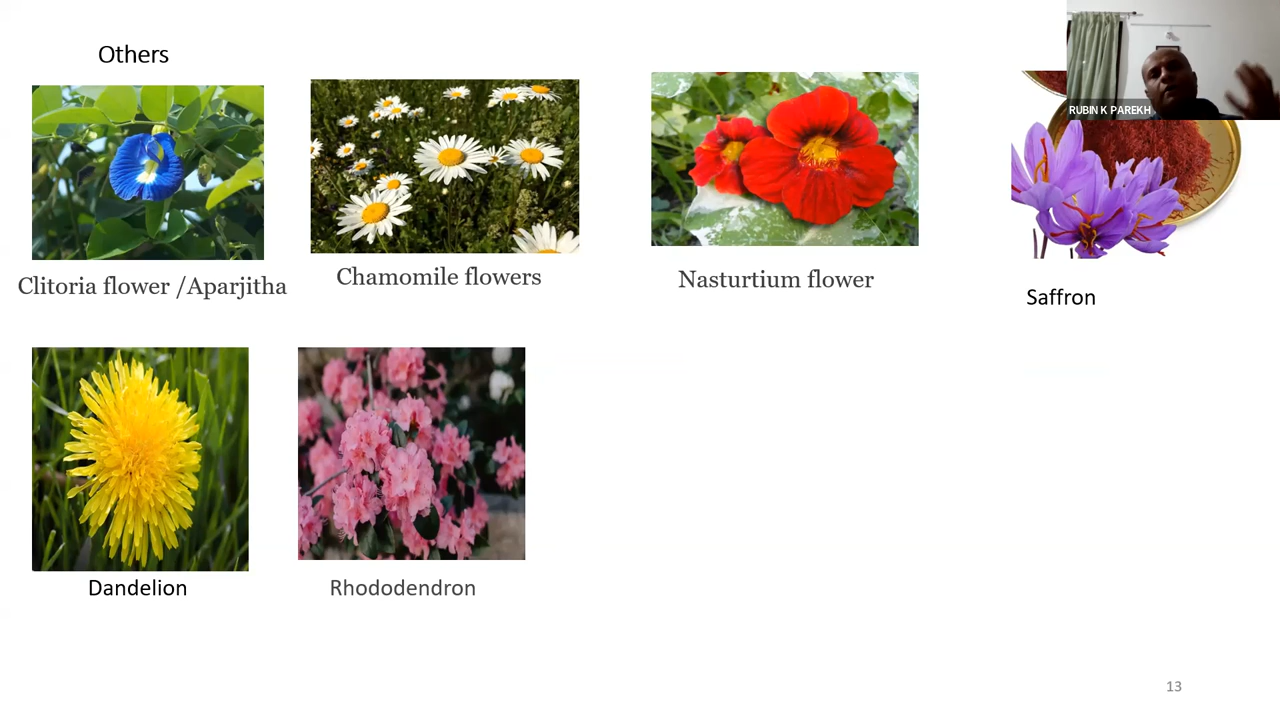 Others
RUBIN K PAREKH
Clitoria flower /Aparjitha
Chamomile flowers
Nasturtium flower
Saffron
Dandelion
Rhododendron
13